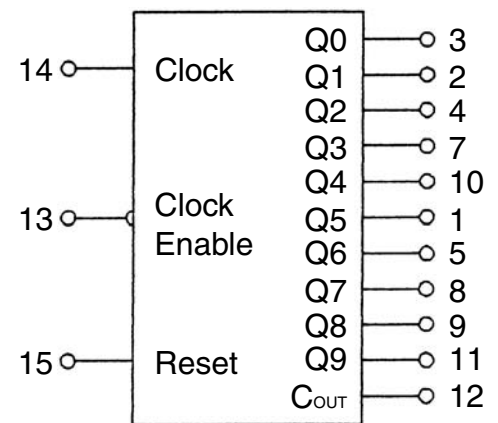 Q0 3
14 Clock Q1 2
Q2 4
Q3 7
Q4 10
13 Clock Q5 1
Enable Q6 5
Q7 8
Q8 9
15 Reset Q9 11
COUT 12